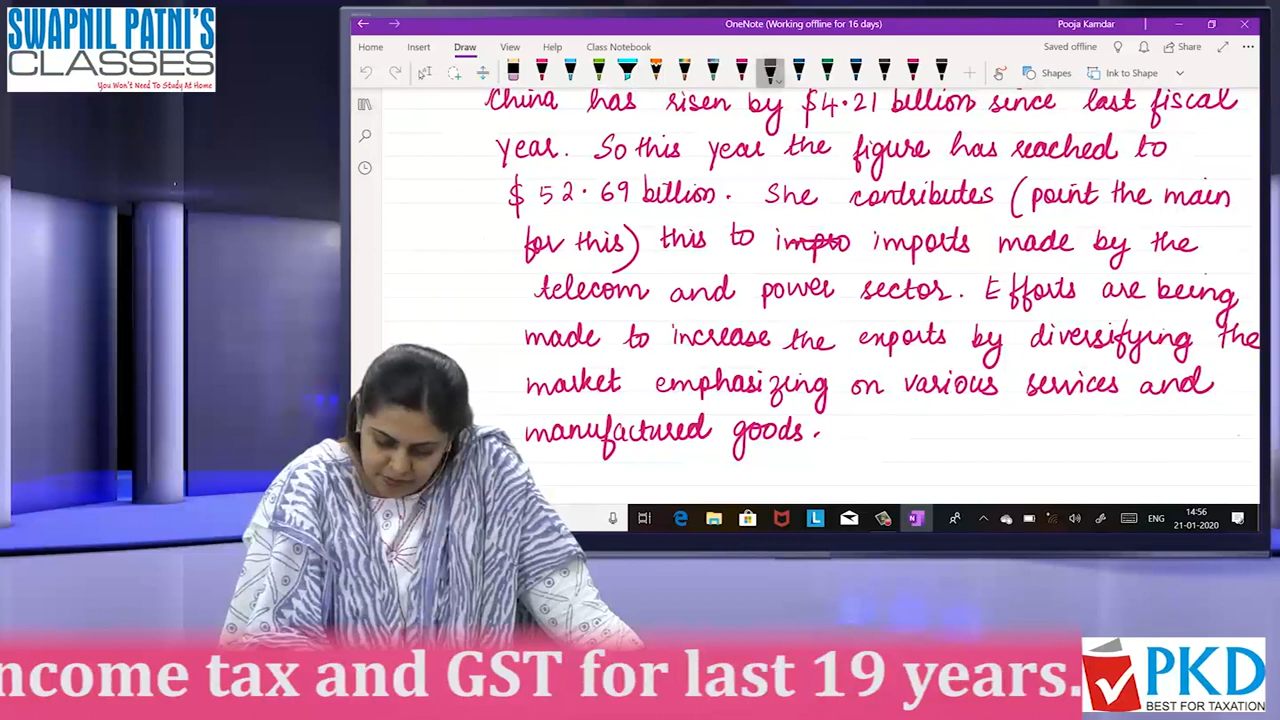 SWAPNIL PATNI'S
CLASSES
You Won't Need To Study At Home
OneNote (Working offline for 16 days)
Pooja Kamdar
Home Insert Draw View Help Class Notebook Saved offline Share
Shapes Ink to Shape
China has risen by $4.21 billion since last fiscal
year. So this year the figure has reached to
$ 52.69 billion. She contributes (point the main
for this) this to impro imports made by the
telecom and power sector. Efforts are being
made to increase the exports by diversifying the
market emphasizing on various services and
manufactured goods.
ENG
14:56
21-01-2020
ncome tax and GST for last 19 years.
PKD
BEST FOR TAXATION